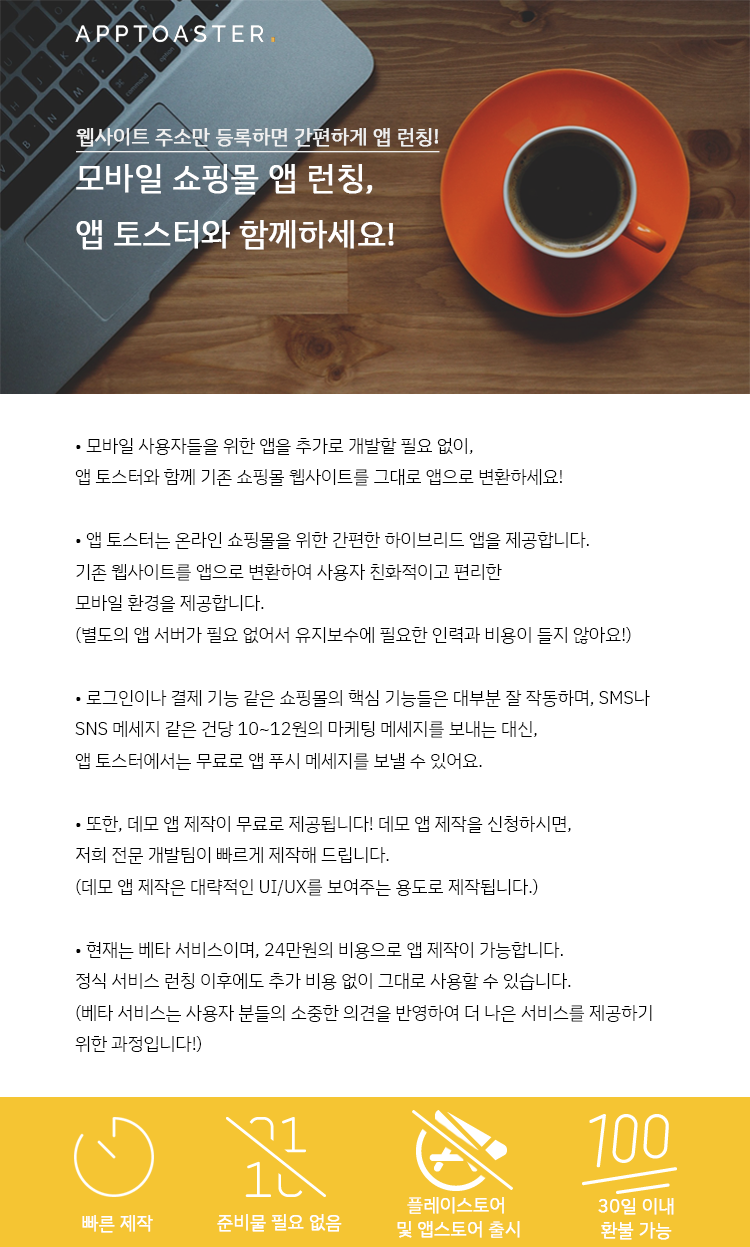 APPTOASTER.
웹사이트 주소만 등록하면 간편하게 앱 런칭!
모바일 쇼핑몰 앱 런칭,
앱 토스터와 함께하세요!
• 모바일 사용자들을 위한 앱을 추가로 개발할 필요 없이,
앱 토스터와 함께 기존 쇼핑몰 웹사이트를 그대로 앱으로 변환하세요!
• 앱 토스터는 온라인 쇼핑몰을 위한 간편한 하이브리드 앱을 제공합니다.
기존 웹사이트를 앱으로 변환하여 사용자 친화적이고 편리한
모바일 환경을 제공합니다.
(별도의 앱 서버가 필요 없어서 유지보수에 필요한 인력과 비용이 들지 않아요!)
• 로그인이나 결제 기능 같은 쇼핑몰의 핵심 기능들은 대부분 잘 작동하며, SMS나
SNS 메세지 같은 건당 10~12원의 마케팅 메세지를 보내는 대신,
앱 토스터에서는 무료로 앱 푸시 메세지를 보낼 수 있어요.
• 또한, 데모 앱 제작이 무료로 제공됩니다! 데모 앱 제작을 신청하시면,
저희 전문 개발팀이 빠르게 제작해 드립니다.
(데모 앱 제작은 대략적인 UI/UX를 보여주는 용도로 제작됩니다.)
• 현재는 베타 서비스이며, 24만원의 비용으로 앱 제작이 가능합니다.
정식 서비스 런칭 이후에도 추가 비용 없이 그대로 사용할 수 있습니다.
(베타 서비스는 사용자 분들의 소중한 의견을 반영하여 더 나은 서비스를 제공하기
위한 과정입니다!)
100
빠른 제작
준비물 필요 없음
플레이스토어
및 앱스토어 출시
30일 이내
환불 가능